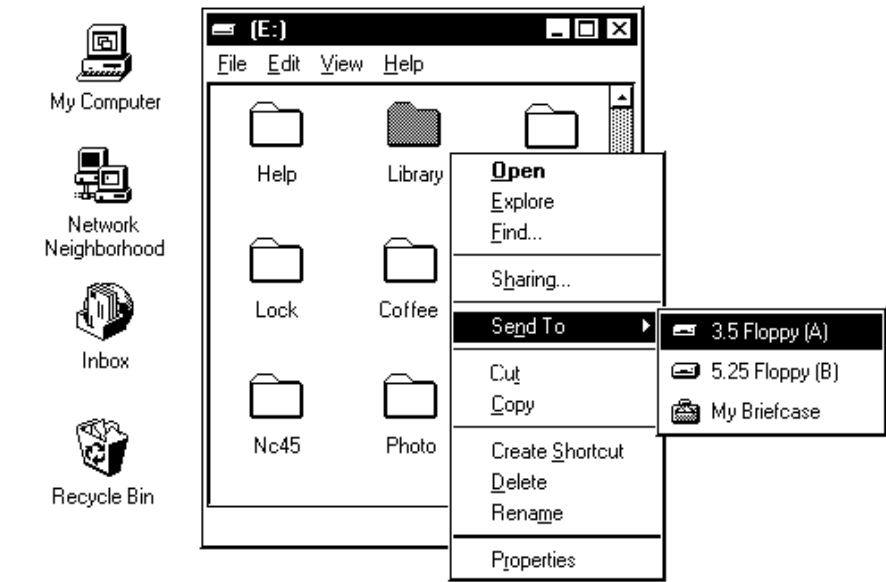 My Computer
Network
Neighborhood
Inbox
Recycle Bin
(E:)
File Edit View Help
Help Library
Lock Coffee
Nc45 Photo
Open
Explore
Find...
Sharing...
Send To
Cut
Copy
Create Shortcut
Delete
Rename
Properties
3.5 Floppy (A)
5.25 Floppy (B)
My Briefcase